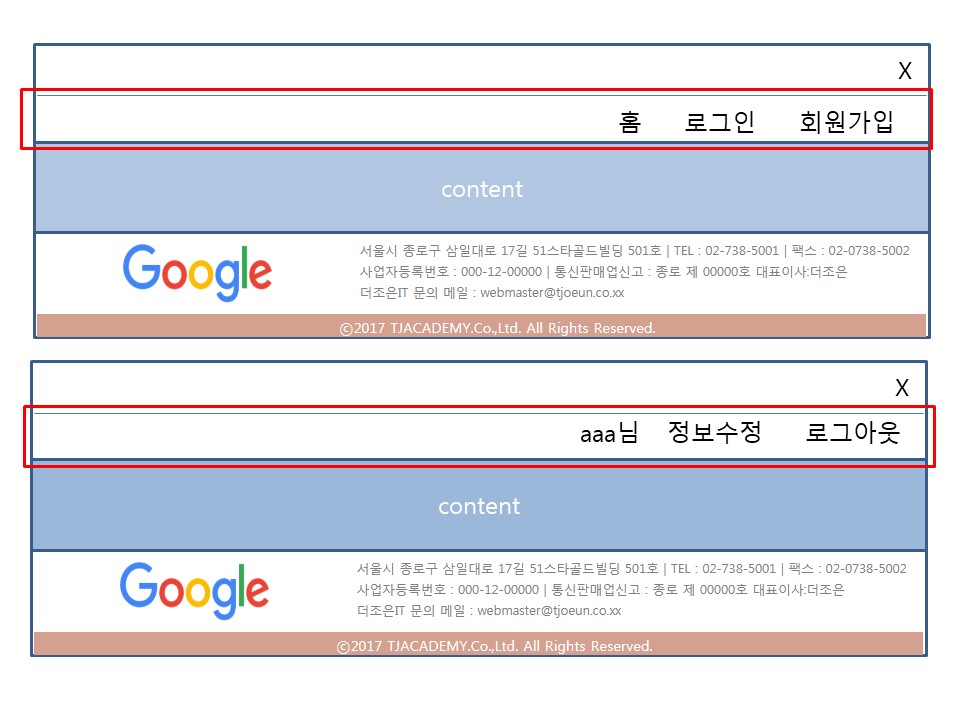 X
홈 로그인 회원가입
content
Google
서울시 종로구 삼일대로 17길 51스타골드빌딩 501호 | TEL : 02-738-5001 | 팩스 : 02-0738-5002
사업자등록번호 : 000-12-00000 | 통신판매업신고 : 종로 제 00000호 대표이사:더조은
더조은IT 문의 메일 : webmaster@tjoeun.co.xx
©2017 TJACADEMY.Co.,Ltd. All Rights Reserved.
X
aaa님 정보수정 로그아웃
content
Google
서울시 종로구 삼일대로 17길 51스타골드빌딩 501호 | TEL : 02-738-5001 | 팩스 : 02-0738-5002
사업자등록번호 : 000-12-00000 | 통신판매업신고 : 종로 제 00000호 대표이사:더조은
더조은IT 문의 메일 : webmaster@tjoeun.co.xx
©2017 TJACADEMY.Co.,Ltd. All Rights Reserved.